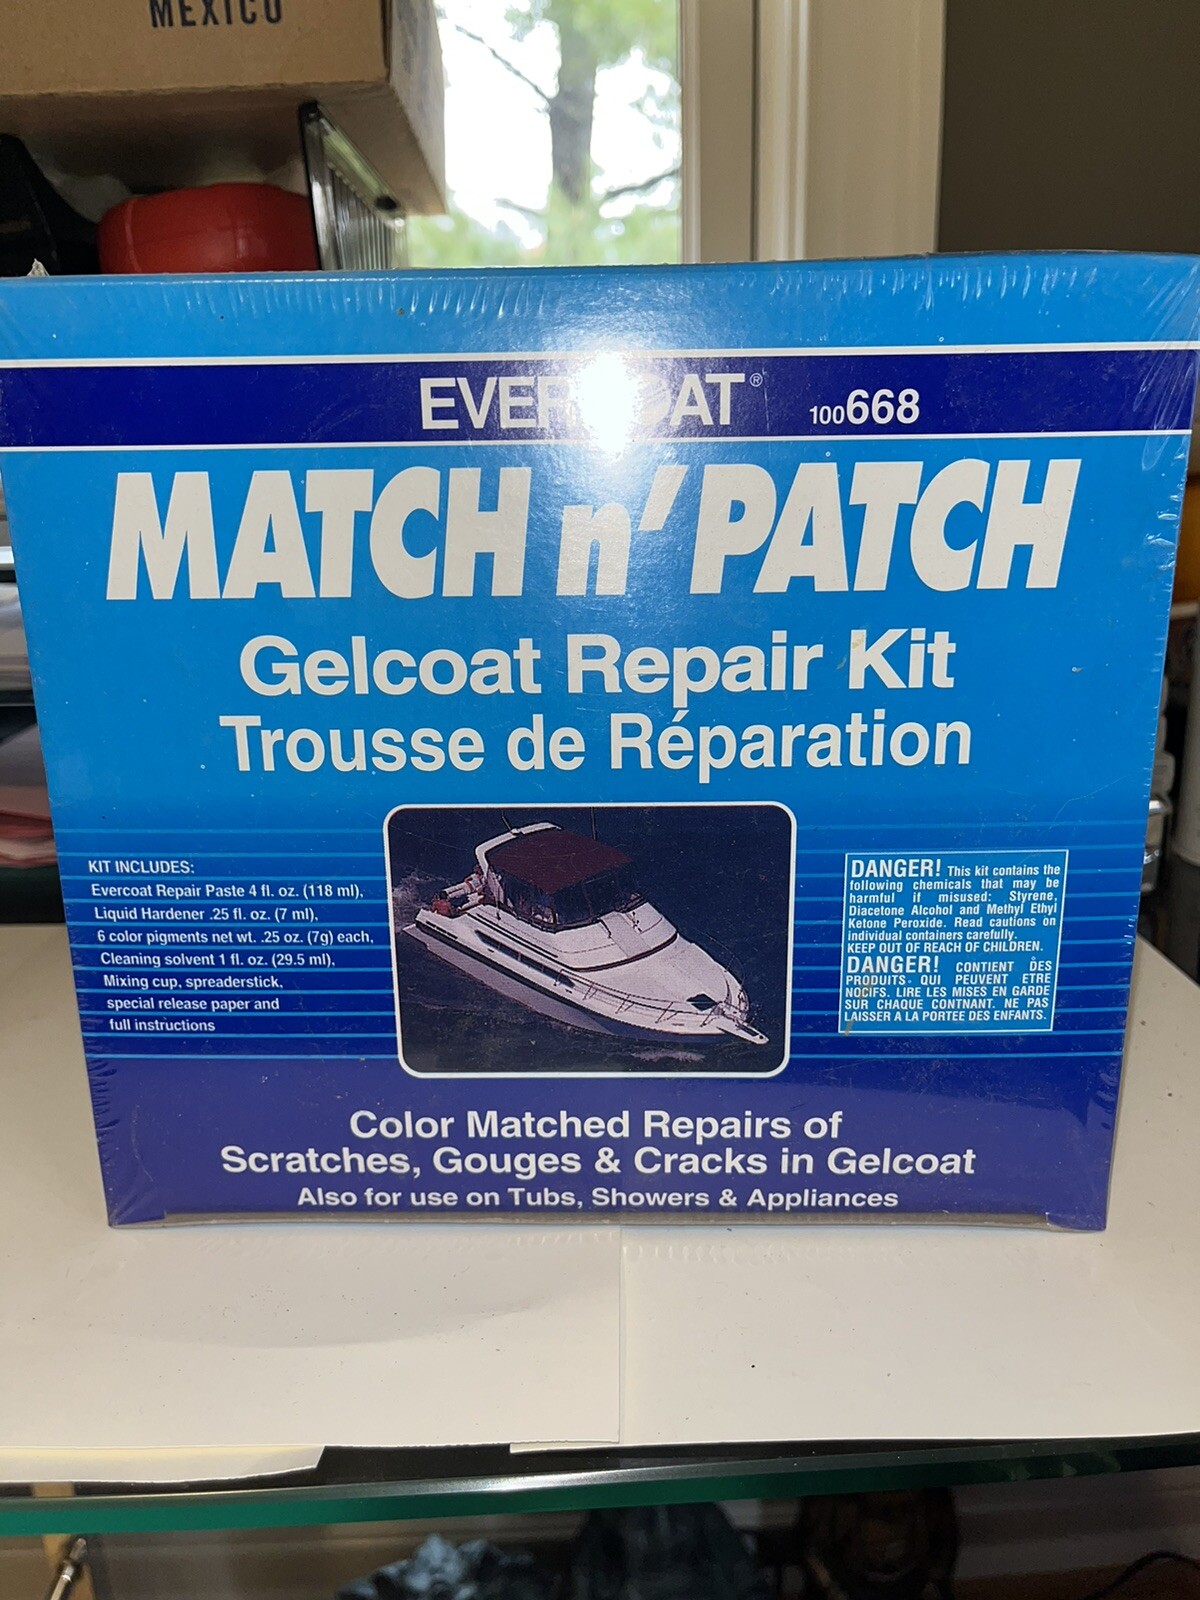 MEXICO
EVERCOAT® 100668
MATCH n' PATCH
Gelcoat Repair Kit
Trousse de Réparation
KIT INCLUDES:
Evercoat Repair Paste 4 fl. oz. (118 ml),
Liquid Hardener .25 fl. oz. (7 ml),
6 color pigments net wt. .25 oz. (7g) each,
Cleaning solvent 1 fl. oz. (29.5 ml),
Mixing cup, spreaderstick,
special release paper and
full instructions
DANGER! This kit contains the
following chemicals that may be
harmful if misused: Styrene,
Diacetone Alcohol and Methyl Ethyl
Ketone Peroxide. Read cautions on
individual containers carefully.
KEEP OUT OF REACH OF CHILDREN.
DANGER! CONTIENT DES
PRODUITS QUI PEUVENT ETRE
NOCIFS. LIRE LES MISES EN GARDE
SUR CHAQUE CONTNANT. NE PAS
LAISSER A LA PORTEE DES ENFANTS.
Color Matched Repairs of
Scratches, Gouges & Cracks in Gelcoat
Also for use on Tubs, Showers & Appliances